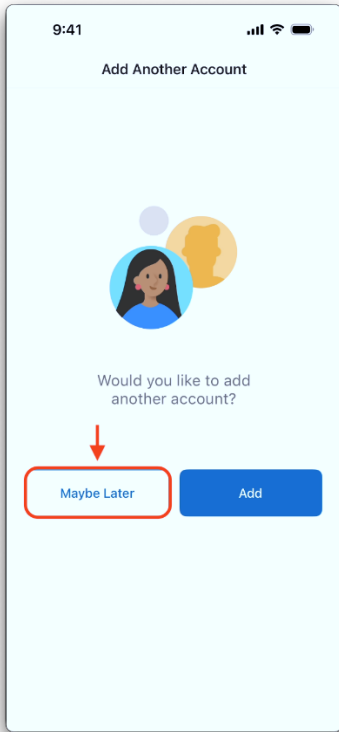 9:41
Add Another Account
Would you like to add
another account?
Maybe Later
Add